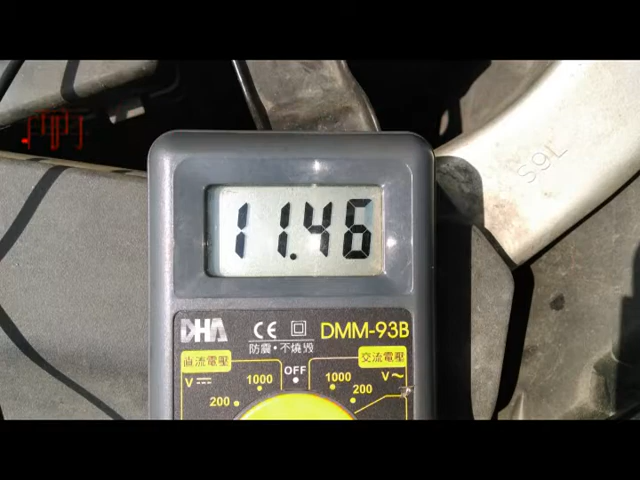 S9L
11.46
DHA CE DMM-93B
防震•不燒毀
直流電壓 交流電壓
V OFF V~
200 1000 1000 200